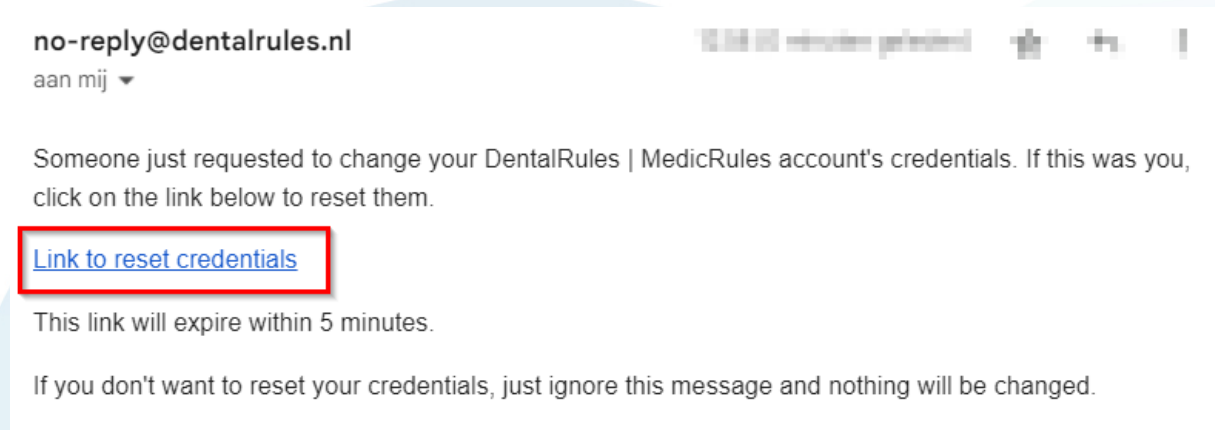 no-reply@dentalrules.nl
aan mij
Someone just requested to change your DentalRules | MedicRules account's credentials. If this was you,
click on the link below to reset them.
Link to reset credentials
This link will expire within 5 minutes.
If you don't want to reset your credentials, just ignore this message and nothing will be changed.